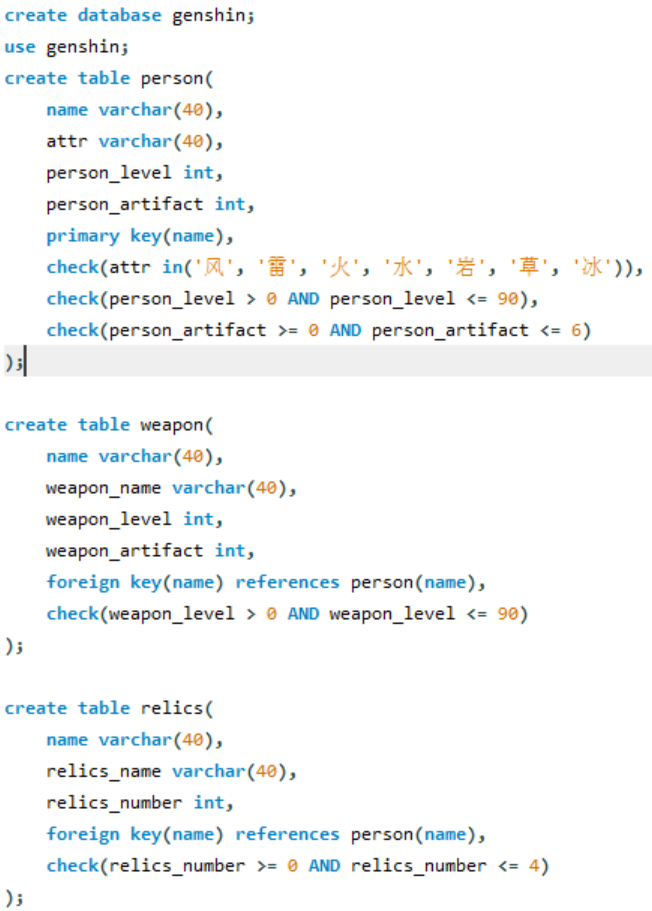 create database genshin;
use genshin;
create table person(
name varchar(40),
attr varchar(40),
person_level int,
person_artifact int,
primary key(name),
check(attr in('风', '雷', '火', '水', '岩', '草', '冰')),
check(person_level > 0 AND person_level <= 90),
check(person_artifact >= 0 AND person_artifact <= 6)
);
create table weapon(
name varchar(40),
weapon_name varchar(40),
weapon_level int,
weapon_artifact int,
foreign key(name) references person(name),
check(weapon_level > 0 AND weapon_level <= 90)
);
create table relics(
name varchar(40),
relics_name varchar(40),
relics_number int,
foreign key(name) references person(name),
check(relics_number >= 0 AND relics_number <= 4)
);